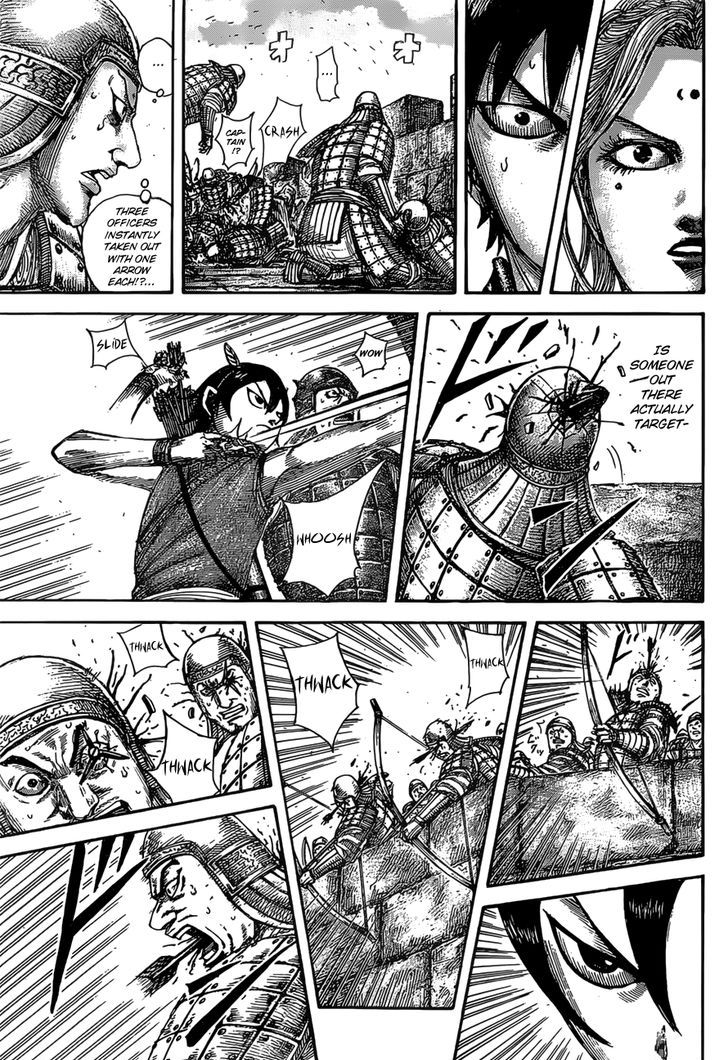 ...
CAP-
TAIN!?
CRASH
...
THREE
OFFICERS
INSTANTLY
TAKEN OUT
WITH ONE
ARROW
EACH!?...
IS
SOMEONE
OUT
THERE
ACTUALLY
TARGET-
WOW
SLIDE
WHOOSH
THWACK
THWACK
THWACK
THWACK
THWACK